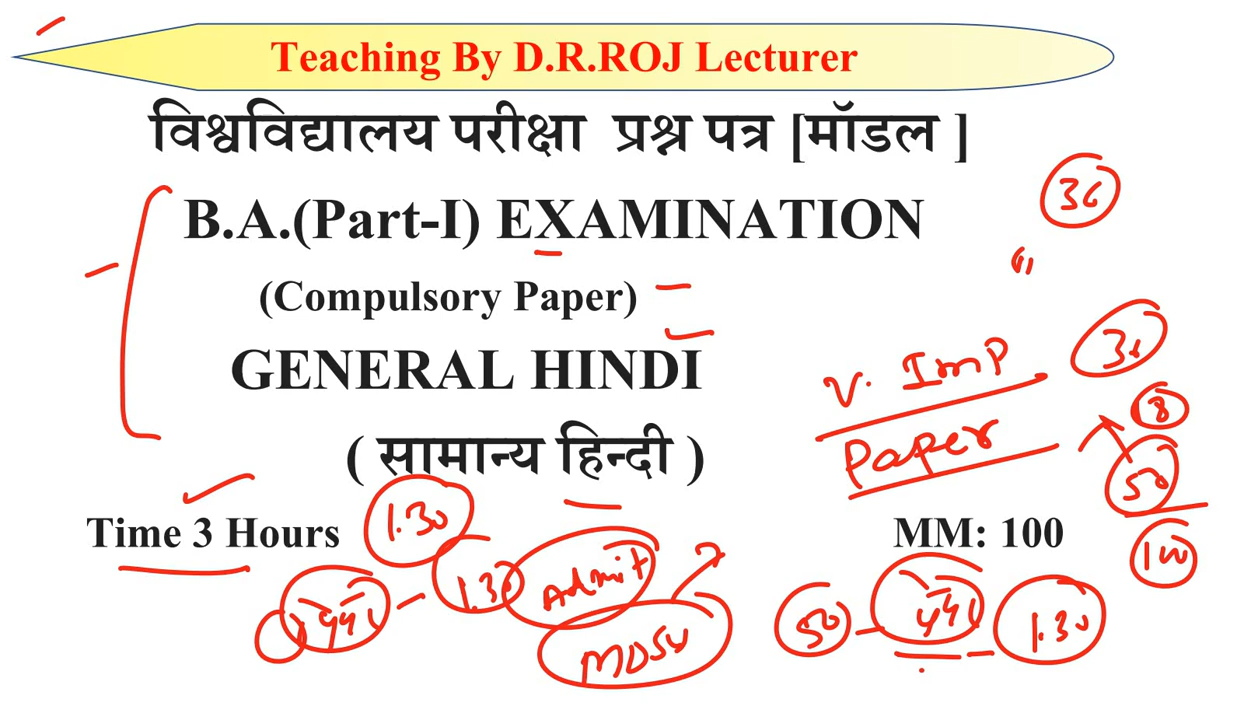 Teaching By D.R.ROJ Lecturer
विश्वविद्यालय परीक्षा प्रश्न पत्र [मॉडल ]
B.A.(Part-I) EXAMINATION
36
(Compulsory Paper)
GENERAL HINDI
V. Imp
Paper
18
50
100
( सामान्य हिन्दी )
Time 3 Hours
1.30
MM: 100
1.30
Admit
MDSU
50
1.30